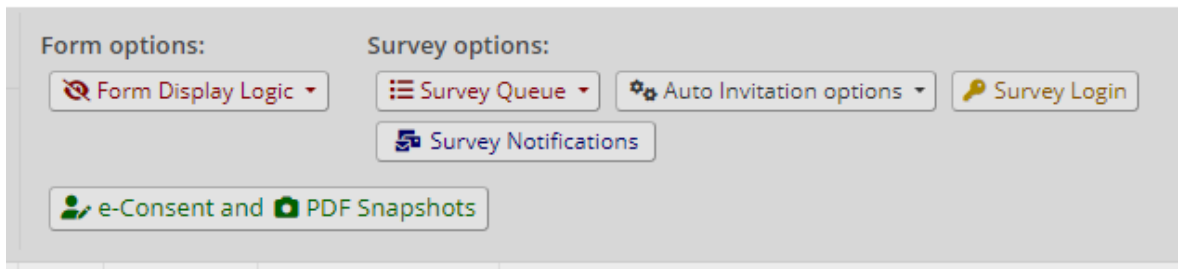 Form options: Survey options:
Form Display Logic Survey Queue Auto Invitation options Survey Login
Survey Notifications
e-Consent and PDF Snapshots